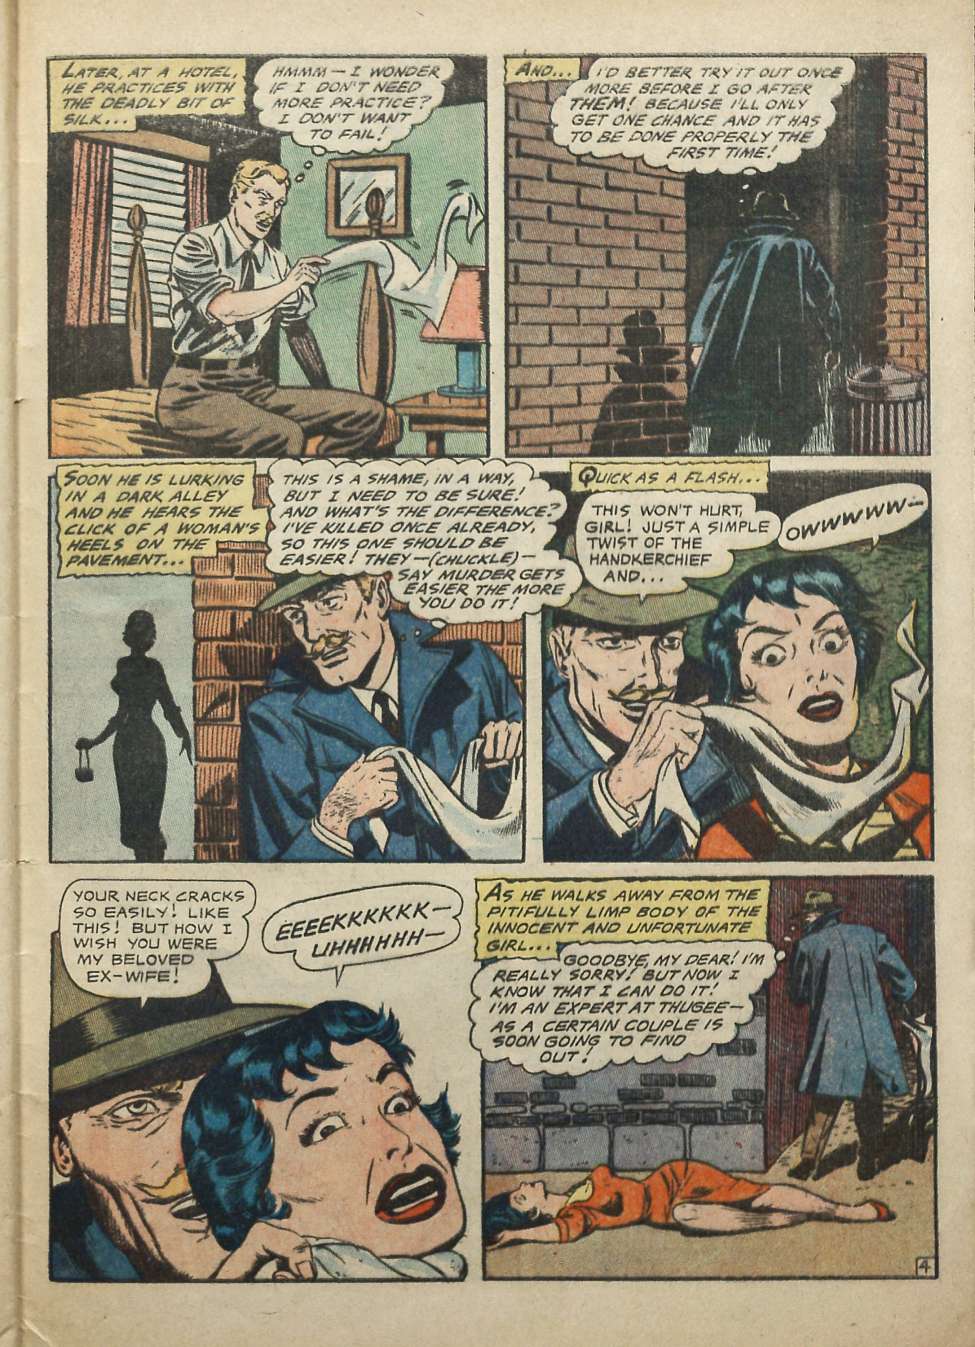 LATER, AT A HOTEL,
HE PRACTICES WITH
THE DEADLY BIT OF
SILK...
HMMM— I WONDER
IF I DON'T NEED
MORE PRACTICE?
I DON'T WANT
TO FAIL!
AND...
I'D BETTER TRY IT OUT ONCE
MORE BEFORE I GO AFTER
THEM! BECAUSE I'LL ONLY
GET ONE CHANCE AND IT HAS
TO BE DONE PROPERLY THE
FIRST TIME!
SOON HE IS LURKING
IN A DARK ALLEY
AND HE HEARS THE
CLICK OF A WOMAN'S
HEELS ON THE
PAVEMENT...
THIS IS A SHAME, IN A WAY,
BUT I NEED TO BE SURE!
AND WHAT'S THE DIFFERENCE?
I'VE KILLED ONCE ALREADY,
SO THIS ONE SHOULD BE
EASIER! THEY—(CHUCKLE)—
SAY MURDER GETS
EASIER THE MORE
YOU DO IT!
QUICK AS A FLASH...
THIS WON'T HURT,
GIRL! JUST A SIMPLE
TWIST OF THE
HANDKERCHIEF
AND...
OWWWWW—
YOUR NECK CRACKS
SO EASILY! LIKE
THIS! BUT HOW I
WISH YOU WERE
MY BELOVED
EX-WIFE!
EEEEKKKKKK—
UHHHHHH—
AS HE WALKS AWAY FROM THE
PITIFULLY LIMP BODY OF THE
INNOCENT AND UNFORTUNATE
GIRL...
GOODBYE, MY DEAR! I'M
REALLY SORRY! BUT NOW I
KNOW THAT I CAN DO IT!
I'M AN EXPERT AT THUGEE—
AS A CERTAIN COUPLE IS
SOON GOING TO FIND
OUT!
4